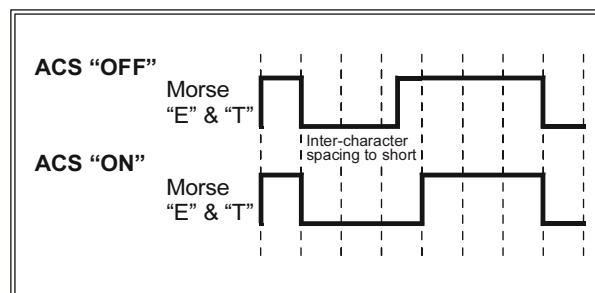 ACS “OFF”
Morse
“E” & “T”
Inter-character
spacing to short
ACS “ON”
Morse
“E” & “T”